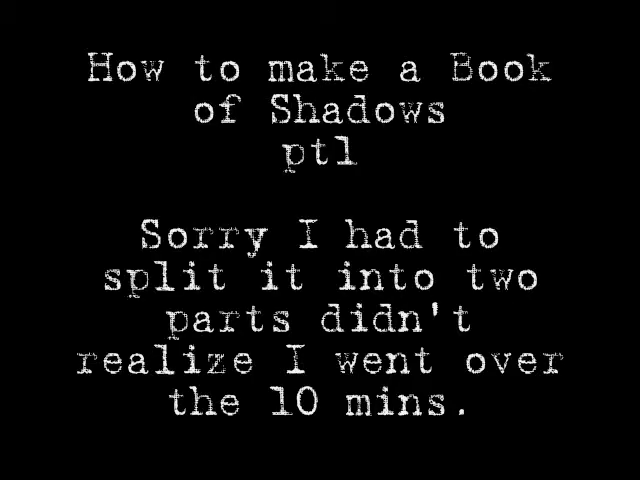 How to make a Book
of Shadows
pt1
Sorry I had to
split it into two
parts didn't
realize I went over
the 10 mins.